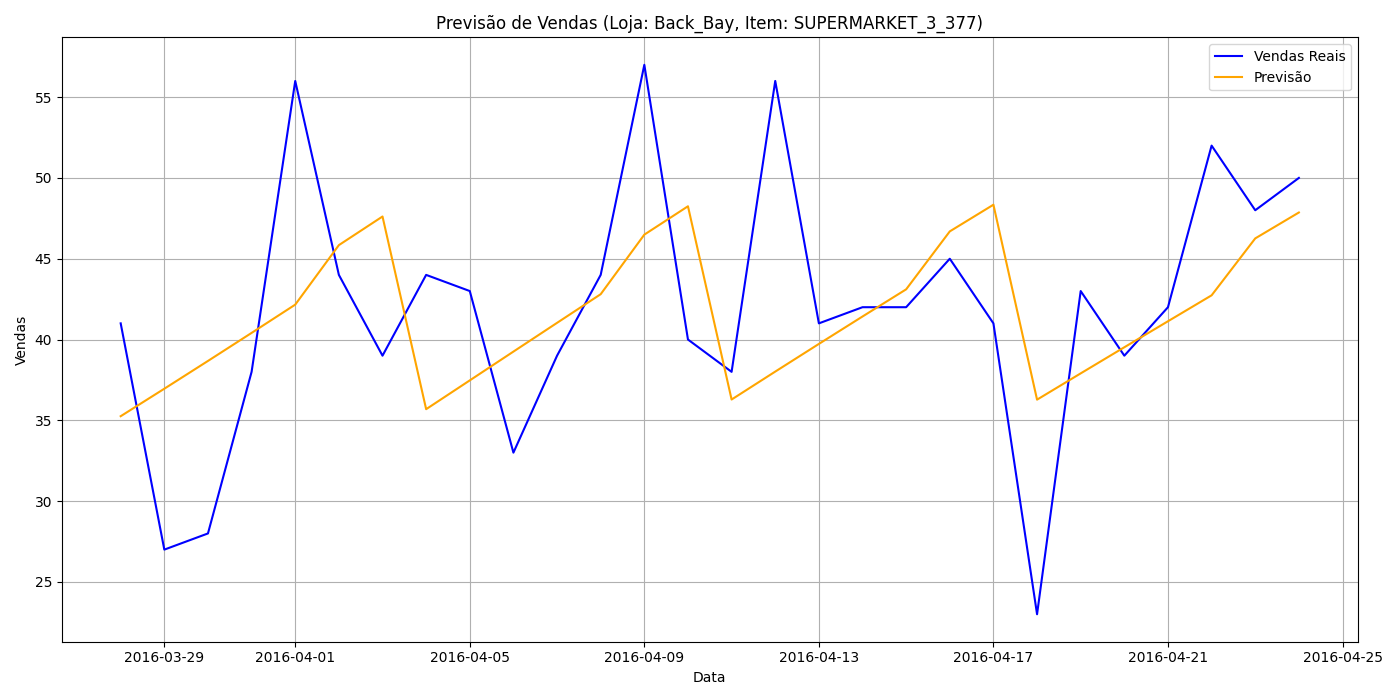 Previsão de Vendas (Loja: Back_Bay, Item: SUPERMARKET_3_377)
Vendas Reais
Previsão
55
50
45
40
35
30
25
Vendas
2016-03-29 2016-04-01 2016-04-05 2016-04-09 2016-04-13 2016-04-17 2016-04-21 2016-04-25
Data